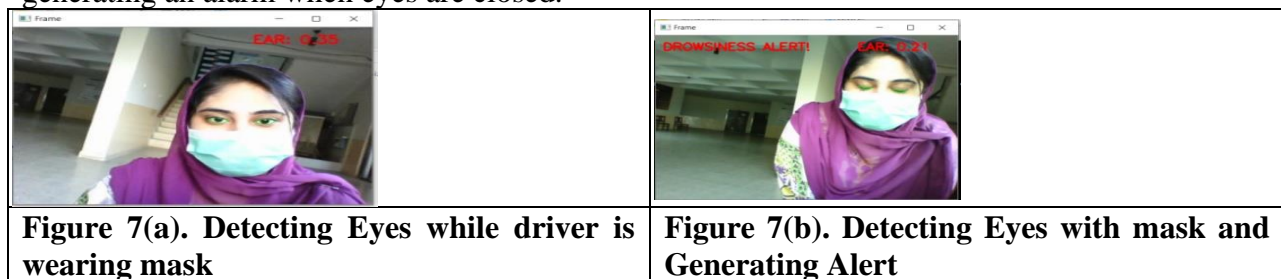 generating an alarm when eyes are closed.
Frame
EAR: 0.35
Frame
DROWSINESS ALERT!
EAR: 0.21
Figure 7(a). Detecting Eyes while driver is
wearing mask
Figure 7(b). Detecting Eyes with mask and
Generating Alert